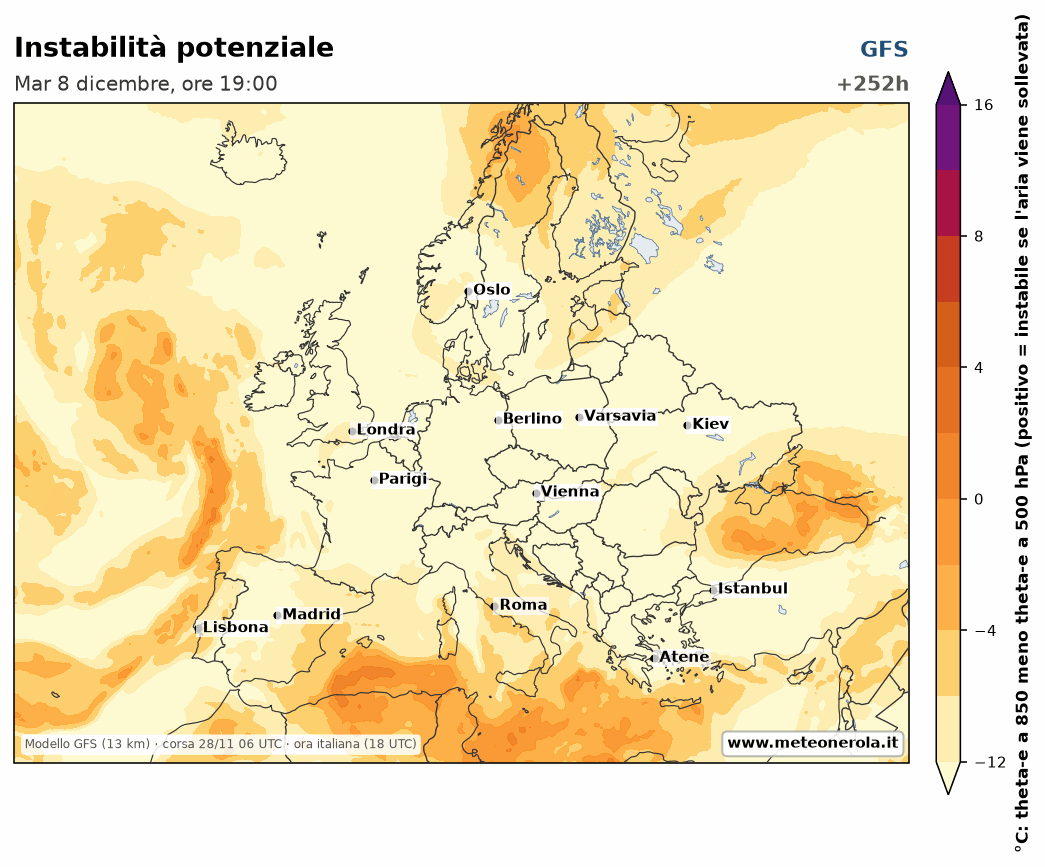 Instabilità potenziale
GFS
Mar 8 dicembre, ore 19:00
+252h
Oslo
Berlino
Varsavia
Kiev
Londra
Parigi
Vienna
Istanbul
Roma
Madrid
Lisbona
Atene
Modello GFS (13 km) · corsa 28/11 06 UTC · ora italiana (18 UTC)
www.meteonerola.it
16
8
4
0
−4
−12
°C: theta-e a 850 meno theta-e a 500 hPa (positivo = instabile se l'aria viene sollevata)